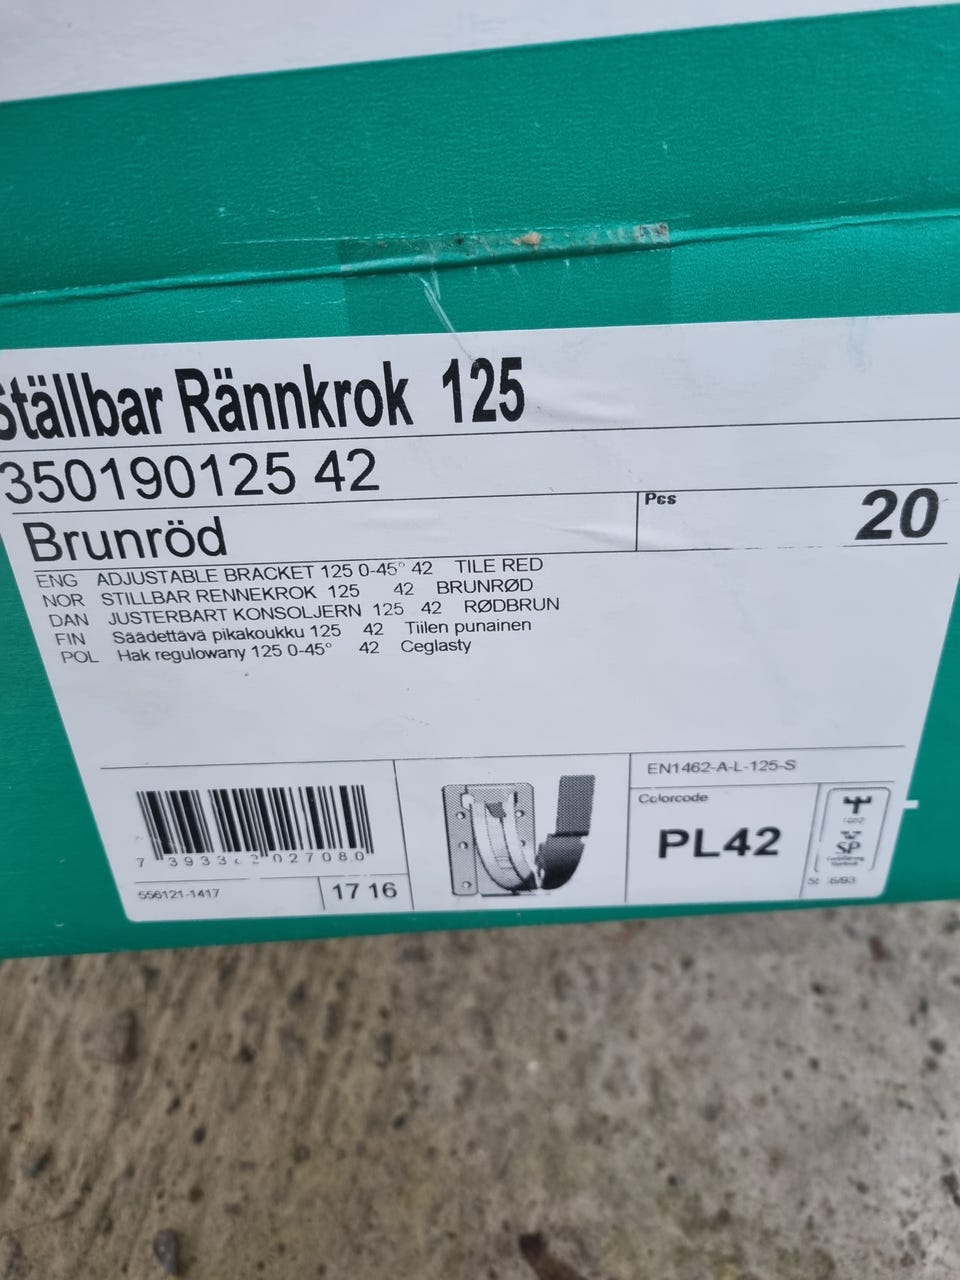 Ställbar Rännkrok 125
350190125 42
Brunröd
Pcs 20
ENG ADJUSTABLE BRACKET 125 0-45° 42 TILE RED
NOR STILLBAR RENNEKROK 125 42 BRUNRØD
DAN JUSTERBART KONSOLJERN 125 42 RØDBRUN
FIN Säädettävä pikakoukku 125 42 Tiilen punainen
POL Hak regulowany 125 0-45° 42 Ceglasty
EN1462-A-L-125-S
Colorcode
PL42
SP
556121-1417
17 16